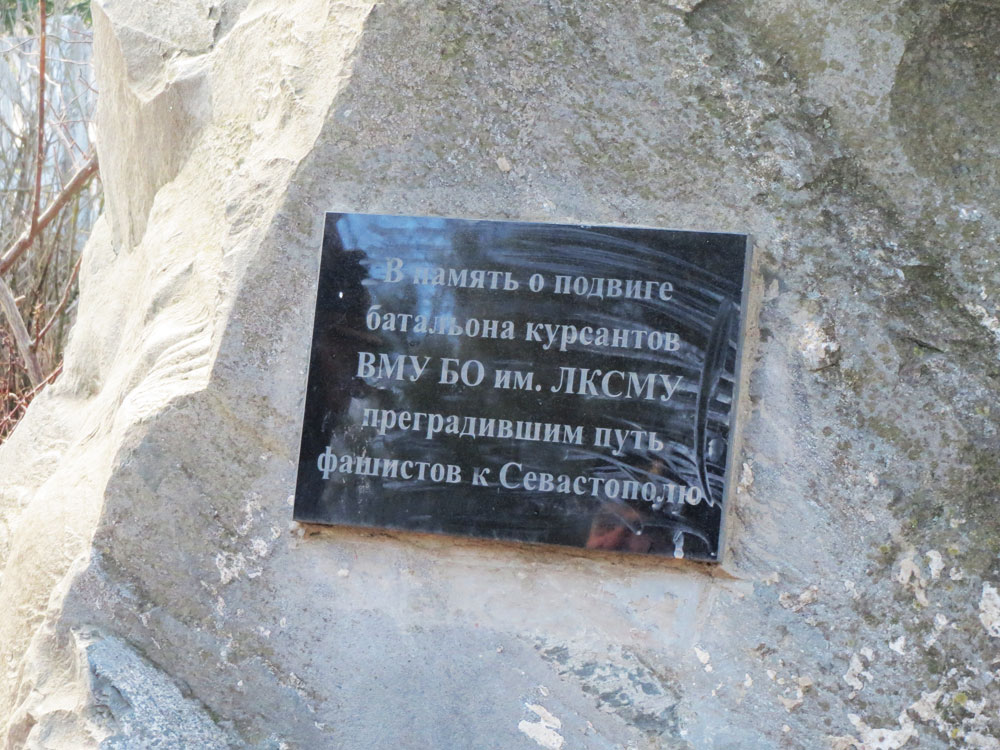 В память о подвиге
батальона курсантов
ВМУ БО им. ЛКСМУ
преградившим путь
фашистов к Севастополю